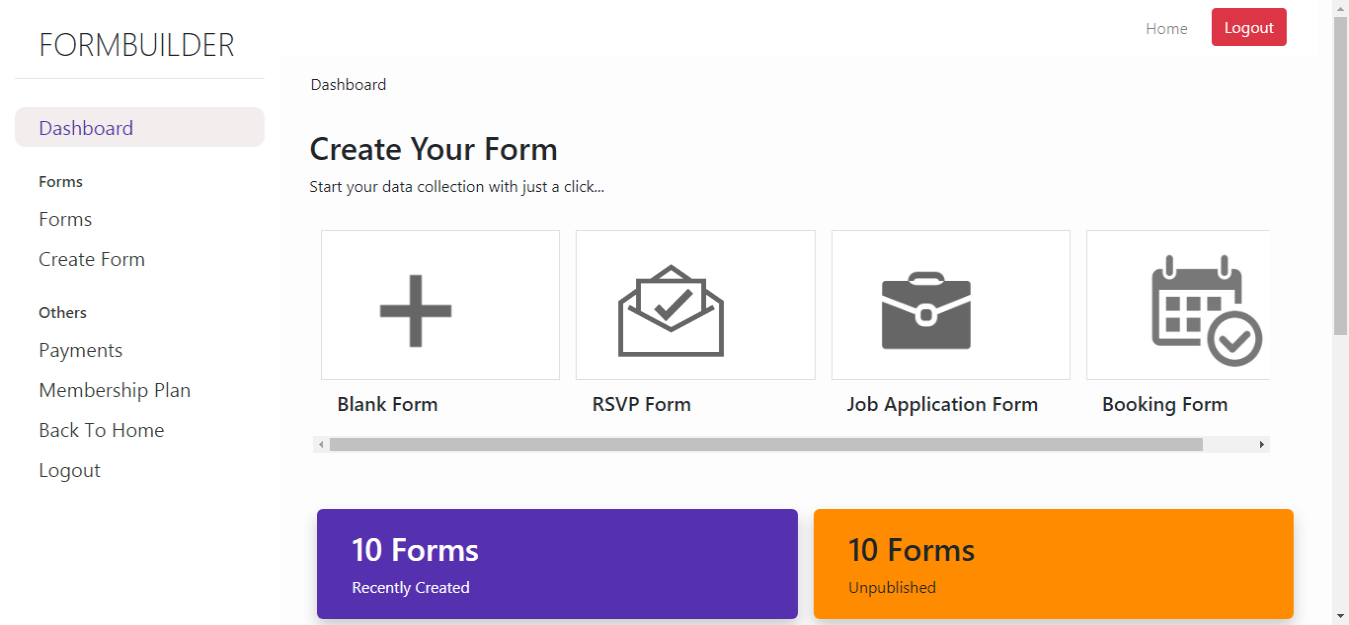 FORMBUILDER
Dashboard
Forms
Forms
Create Form
Others
Payments
Membership Plan
Back To Home
Logout
Home
Logout
Dashboard
Create Your Form
Start your data collection with just a click...
Blank Form
RSVP Form
Job Application Form
Booking Form
10 Forms
Recently Created
10 Forms
Unpublished